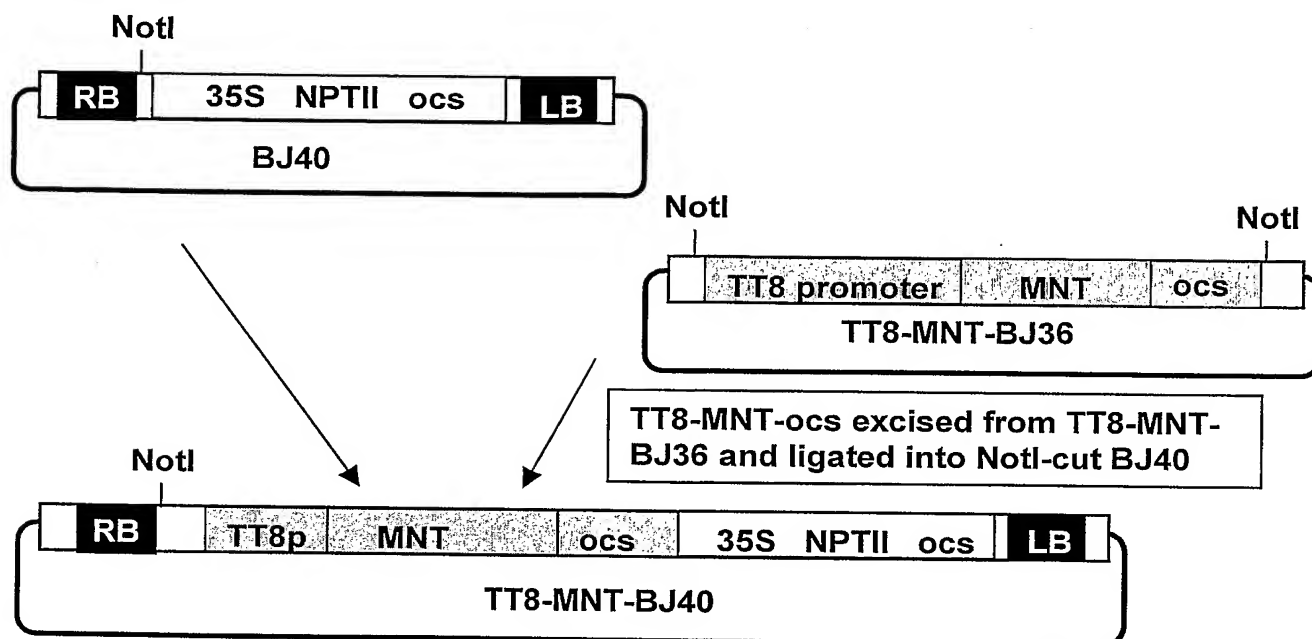 NotI
RB 35S NPTII ocs LB
BJ40
NotI NotI
TT8 promoter MNT ocs
TT8-MNT-BJ36
TT8-MNT-ocs excised from TT8-MNT-
BJ36 and ligated into NotI-cut BJ40
NotI
RB TT8p MNT ocs 35S NPTII ocs LB
TT8-MNT-BJ40